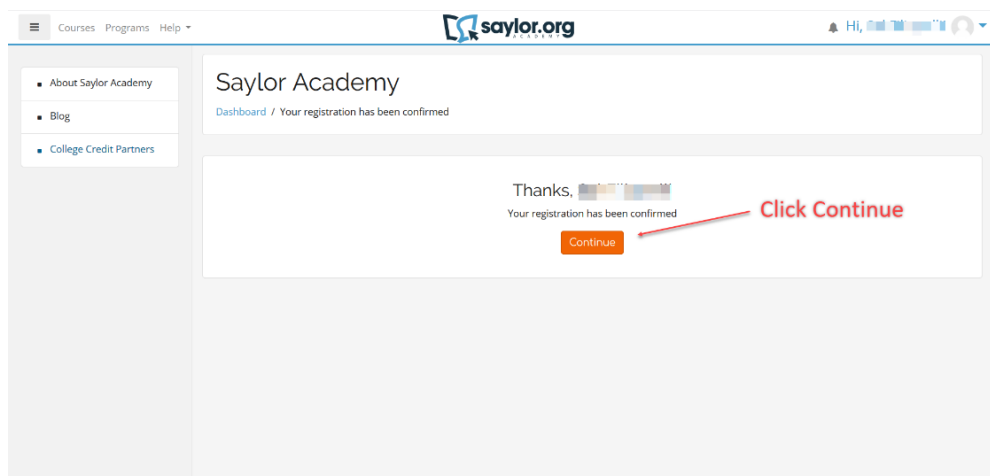 Courses Programs Help
saylor.org
ACADEMY
Hi,
About Saylor Academy
Blog
College Credit Partners
Saylor Academy
Dashboard / Your registration has been confirmed
Thanks,
Your registration has been confirmed
Continue
Click Continue